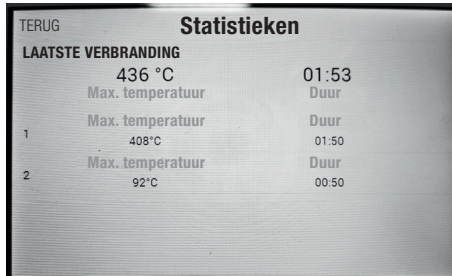 TERUG Statistieken
LAATSTE VERBRANDING
436 °C 01:53
Max. temperatuur Duur
Max. temperatuur Duur
1 408°C 01:50
Max. temperatuur Duur
2 92°C 00:50